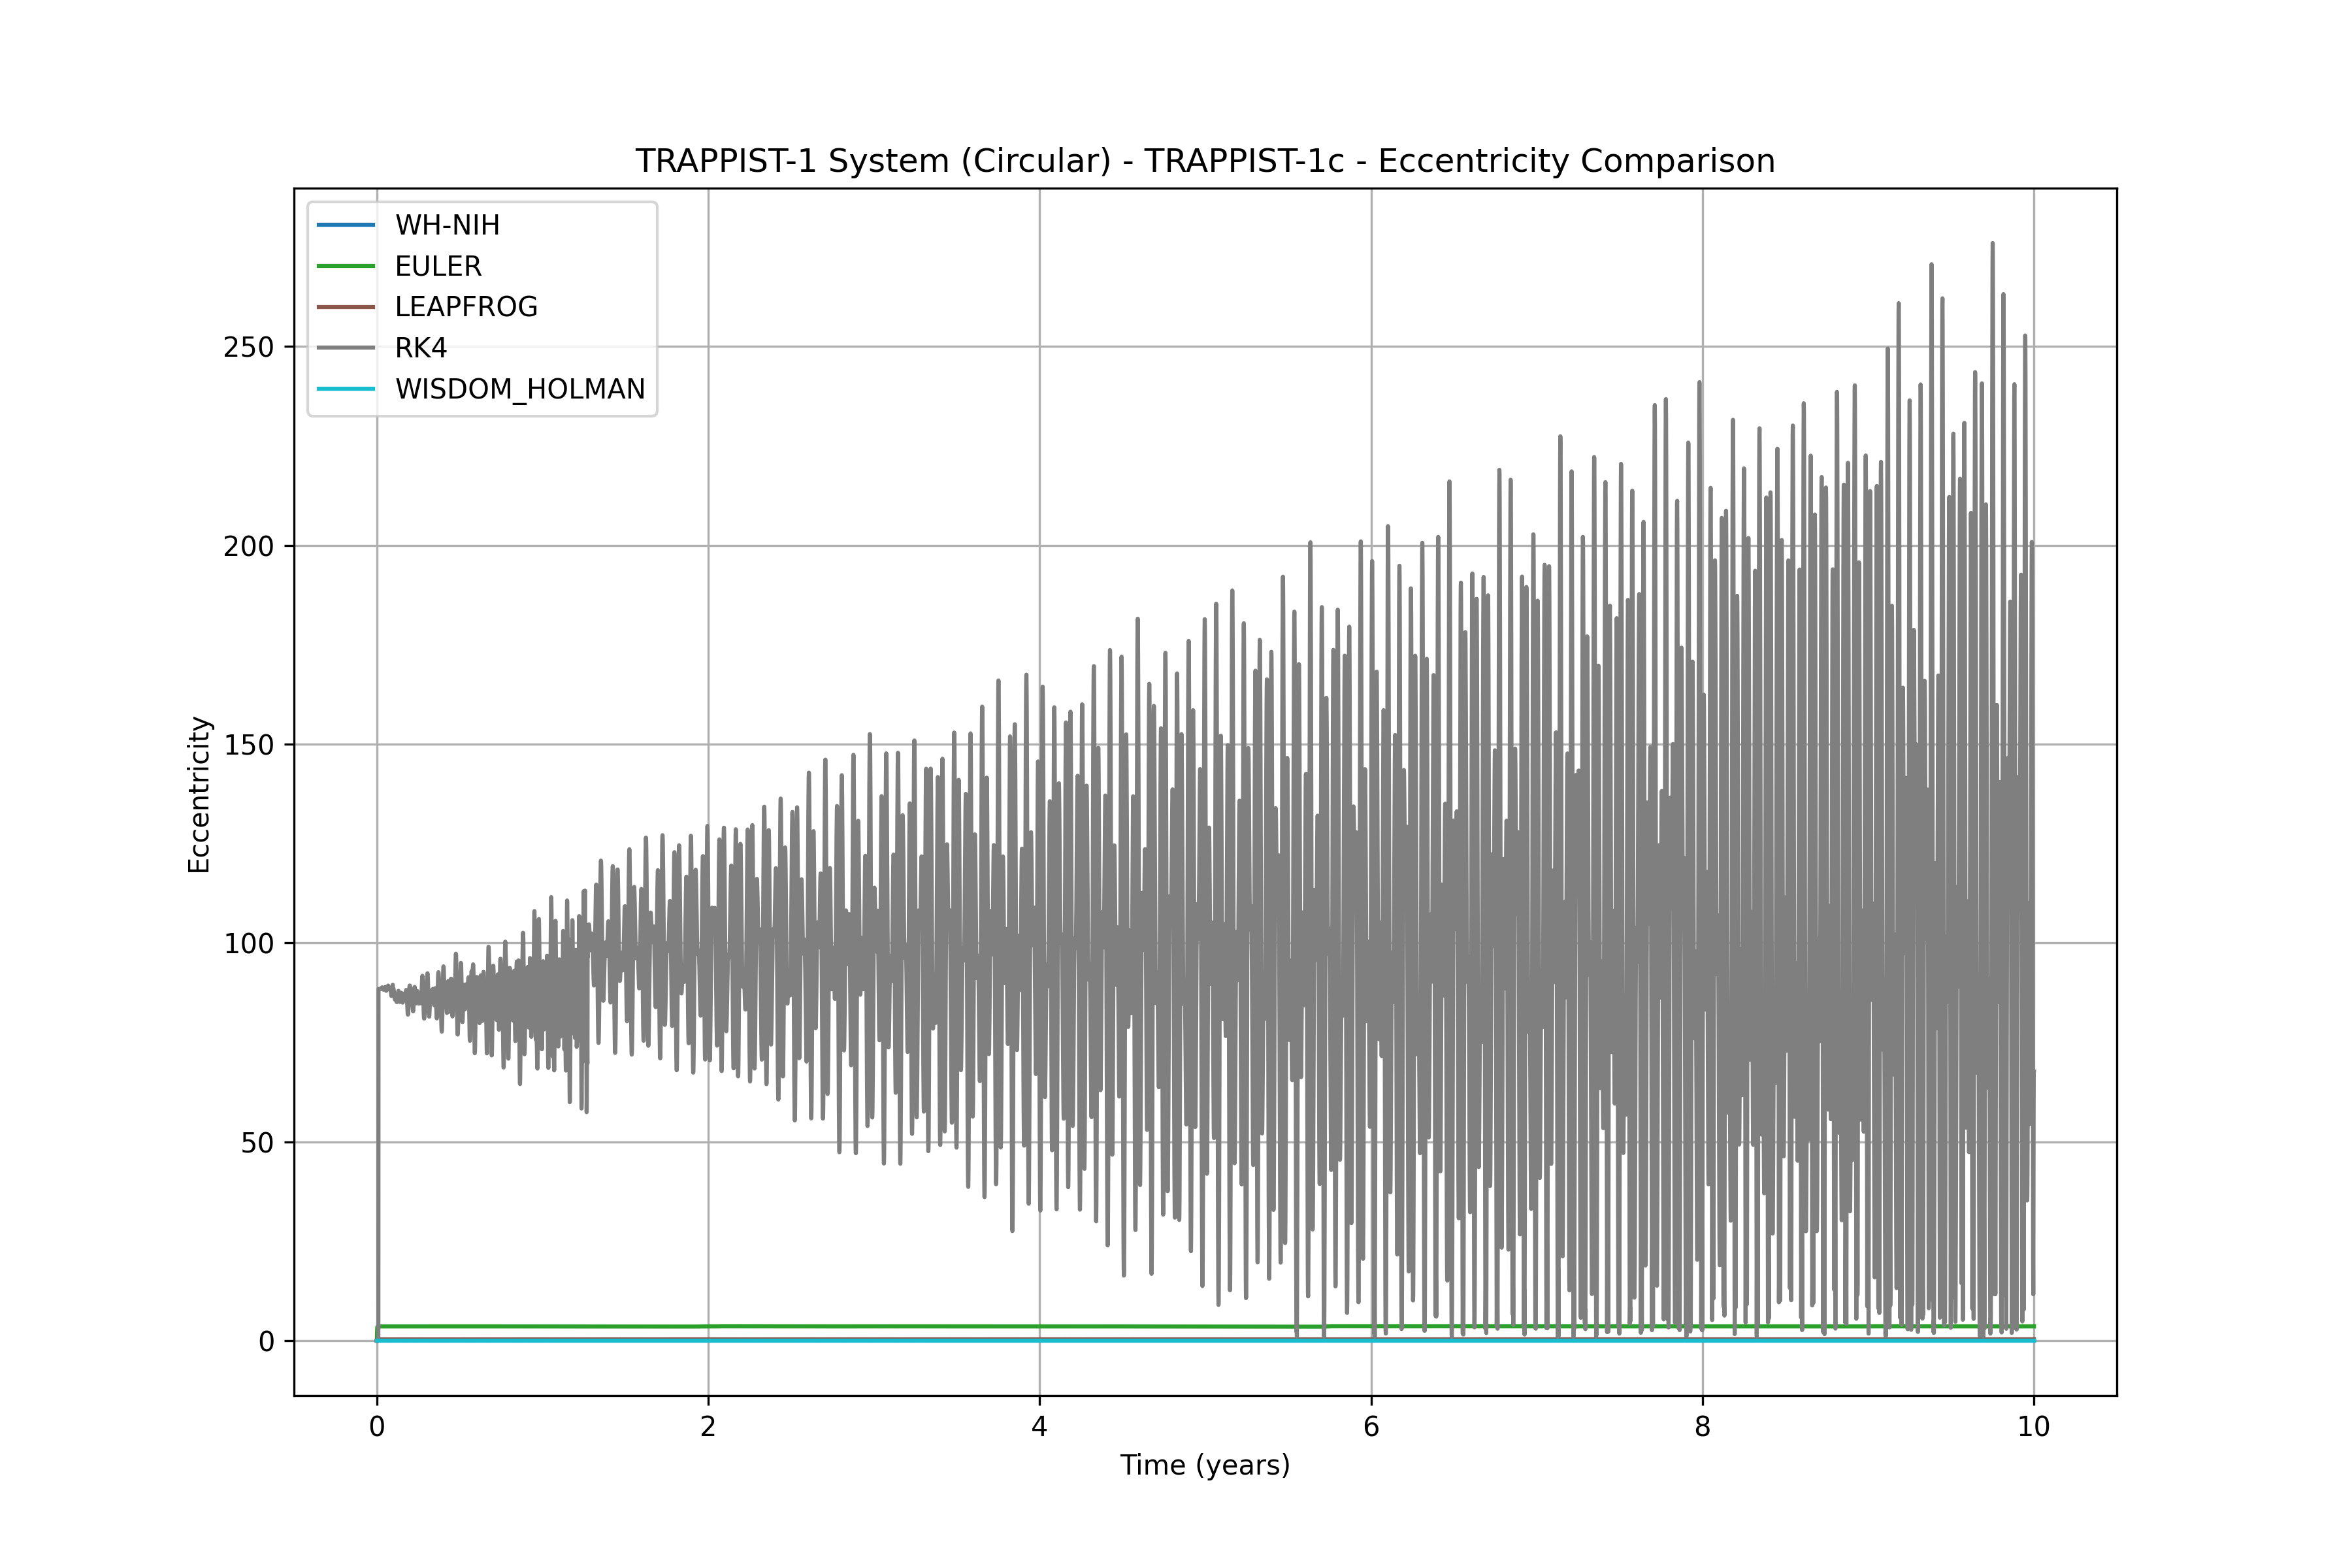 TRAPPIST-1 System (Circular) - TRAPPIST-1c - Eccentricity Comparison
WH-NIH
EULER
LEAPFROG
RK4
WISDOM_HOLMAN
Eccentricity
250
200
150
100
50
0
0 2 4 6 8 10
Time (years)